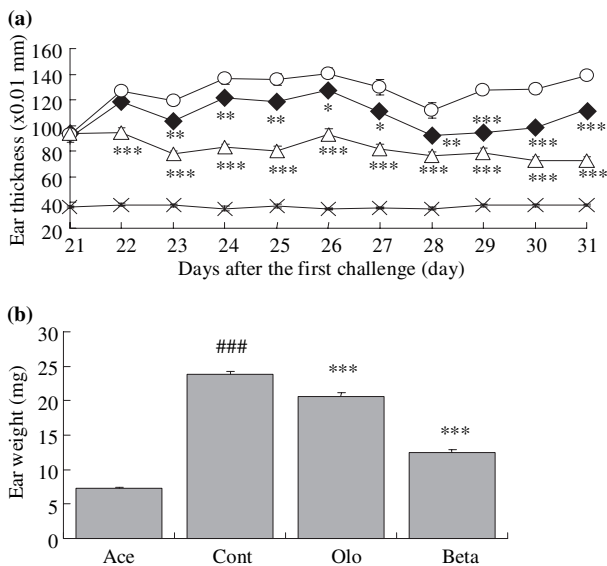 (a)
160
140
120
100
80
60
40
20
Ear thickness (x0.01 mm)
** ** ** * * ** *** *** ***
*** *** *** *** *** *** *** *** *** ***
21 22 23 24 25 26 27 28 29 30 31
Days after the first challenge (day)
(b)
30
25
20
15
10
5
0
Ear weight (mg)
###
***
***
Ace Cont Olo Beta